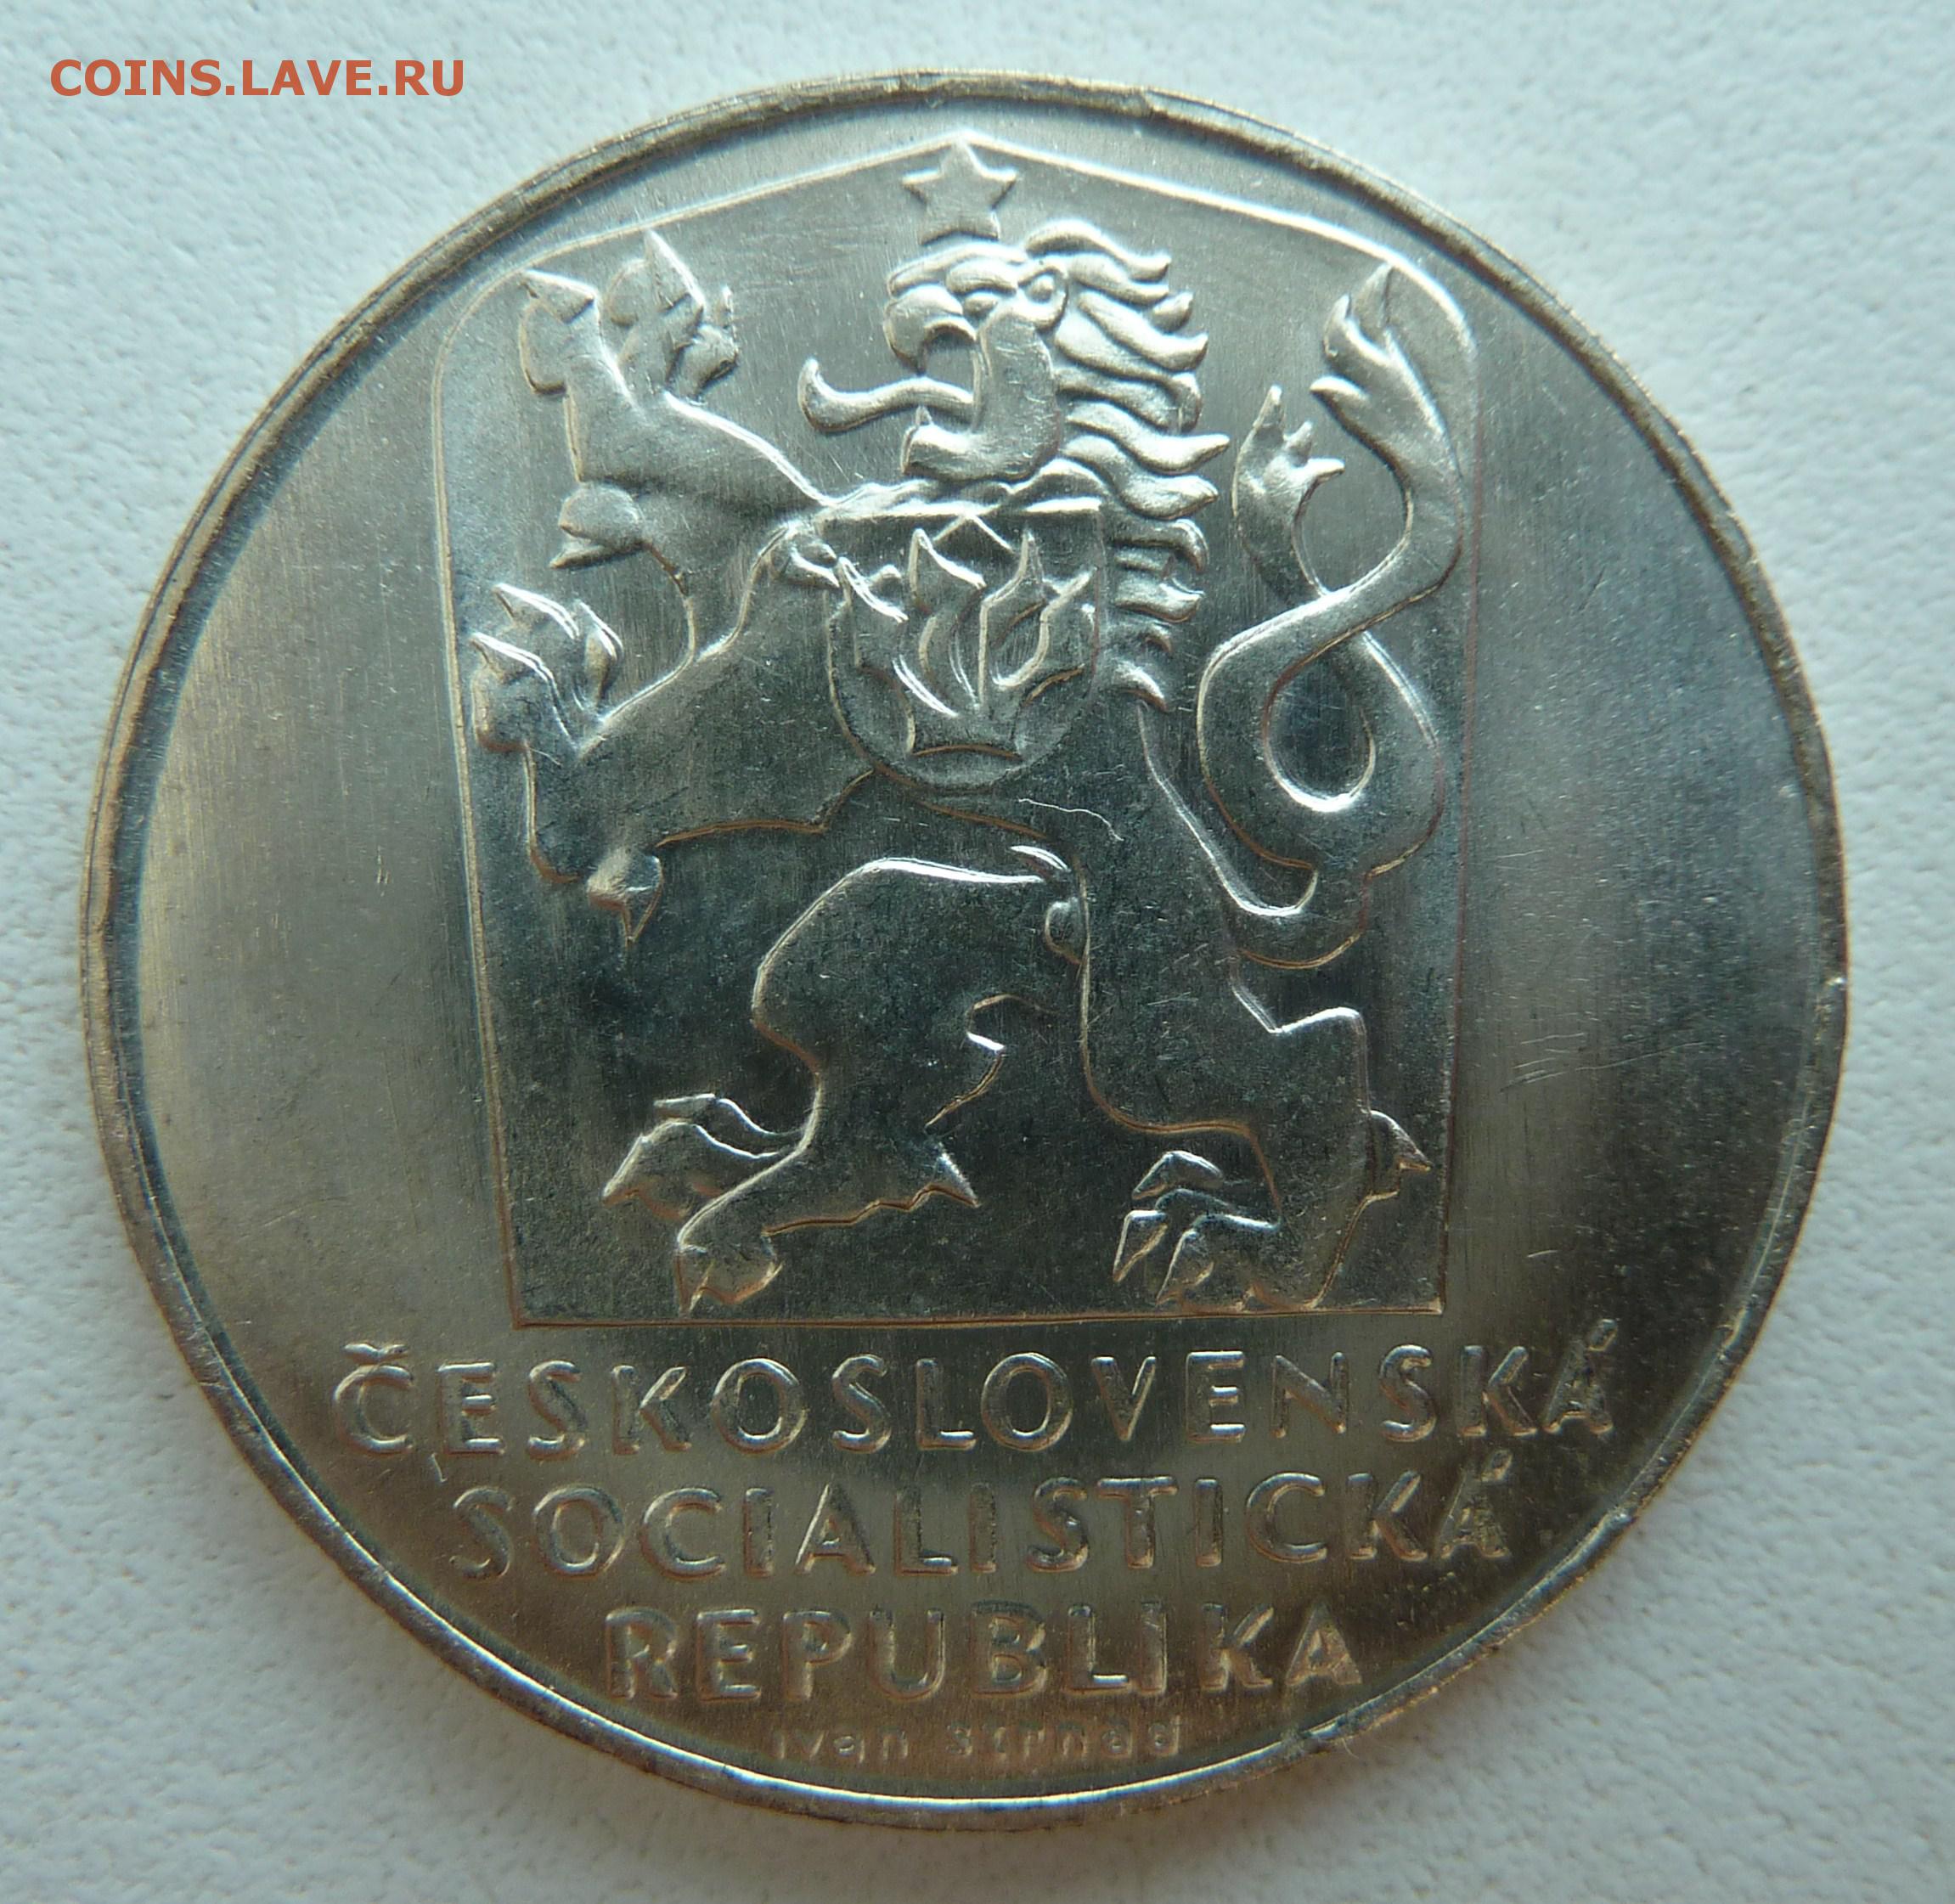 COINS.LAVE.RU
ČESKOSLOVENSKÁ
SOCIALISTICKÁ
REPUBLIKA
Ivan Strnad